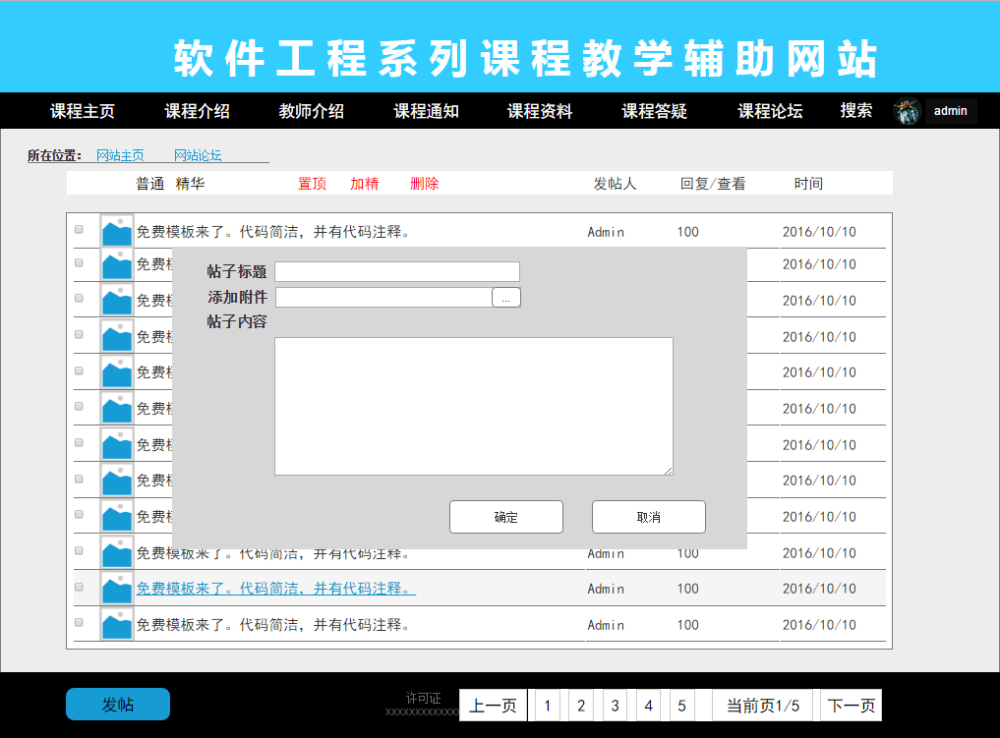 软件工程系列课程教学辅助网站
课程主页 课程介绍 教师介绍 课程通知 课程资料 课程答疑 课程论坛 搜索 admin
所在位置： 网站主页 网站论坛
普通 精华 置顶 加精 删除 发帖人 回复/查看 时间
免费模板来了。代码简洁，并有代码注释。 Admin 100 2016/10/10
免费 2016/10/10
帖子标题
添加附件 ...
免费 2016/10/10
帖子内容
免费 2016/10/10
免费 2016/10/10
免费 2016/10/10
免费 2016/10/10
免费 2016/10/10
免费 2016/10/10
确定 取消
免费模板来了。代码简洁，并有代码注释。 Admin 100 2016/10/10
免费模板来了。代码简洁，并有代码注释。 Admin 100 2016/10/10
免费模板来了。代码简洁，并有代码注释。 Admin 100 2016/10/10
发帖 许可证 上一页 1 2 3 4 5 当前页1/5 下一页
xxxxxxxxxxxxx